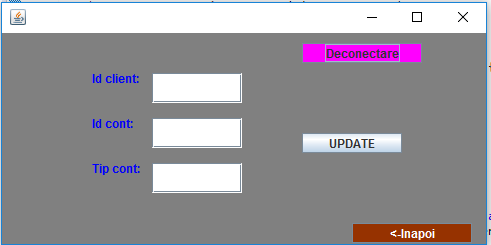 Deconectare
Id client:
Id cont:
UPDATE
Tip cont:
<-Inapoi